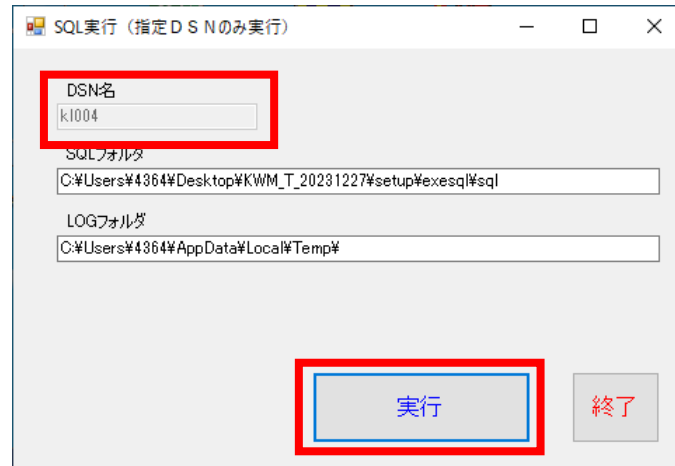 SQL実行（指定ＤＳＮのみ実行）
DSN名
kl004
SQLフォルダ
C:¥Users¥4364¥Desktop¥KWM_T_20231227¥setup¥exesql¥sql
LOGフォルダ
C:¥Users¥4364¥AppData¥Local¥Temp¥
実行
終了